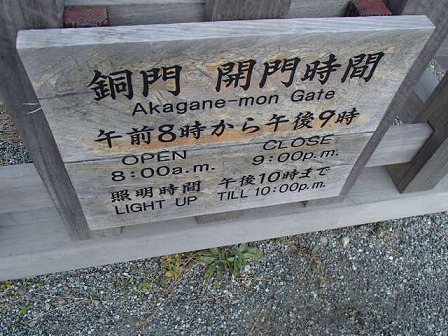 銅門 開門時間
Akagane-mon Gate
午前8時から午後9時
OPEN CLOSE
8:00a.m. 9:00p.m.
照明時間 午後10時まで
LIGHT UP TILL 10:00p.m.